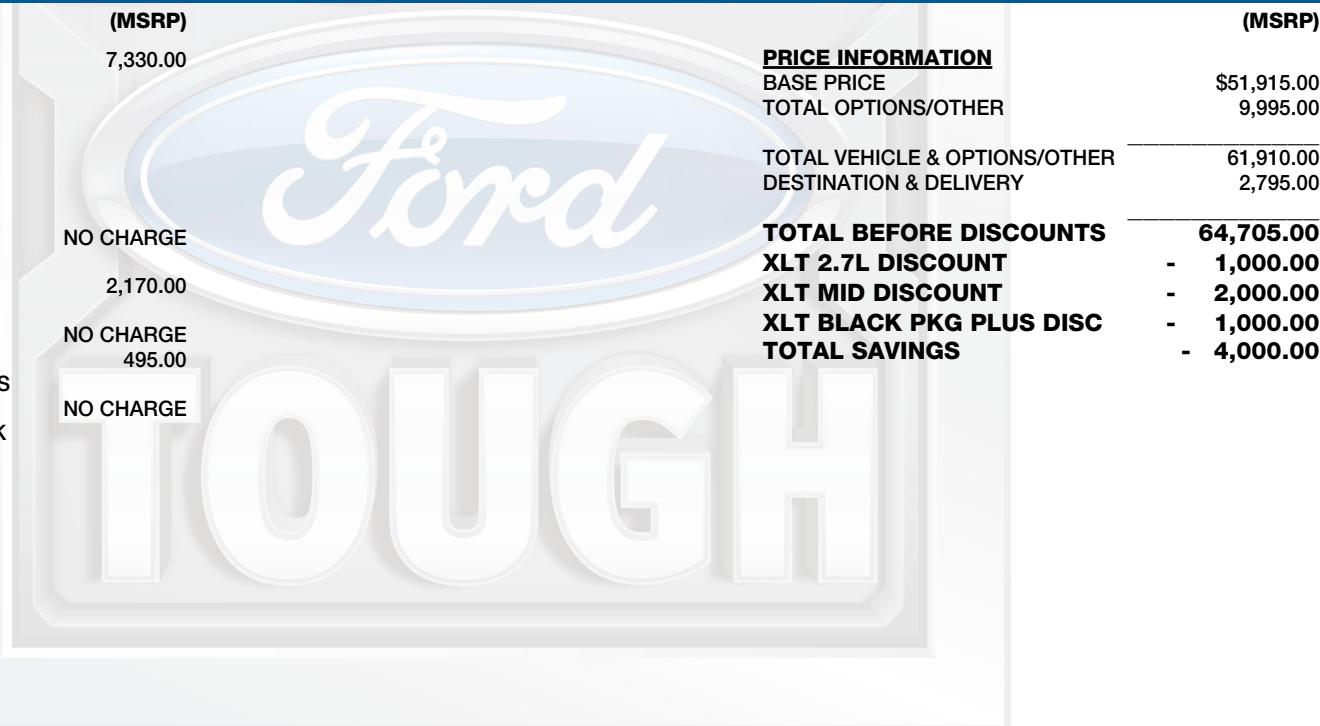 (MSRP)
7,330.00
NO CHARGE
2,170.00
NO CHARGE
495.00
S
NO CHARGE
K
(MSRP)
PRICE INFORMATION
BASE PRICE $51,915.00
TOTAL OPTIONS/OTHER 9,995.00
TOTAL VEHICLE & OPTIONS/OTHER 61,910.00
DESTINATION & DELIVERY 2,795.00
TOTAL BEFORE DISCOUNTS 64,705.00
XLT 2.7L DISCOUNT - 1,000.00
XLT MID DISCOUNT - 2,000.00
XLT BLACK PKG PLUS DISC - 1,000.00
TOTAL SAVINGS - 4,000.00
Ford
TOUGH